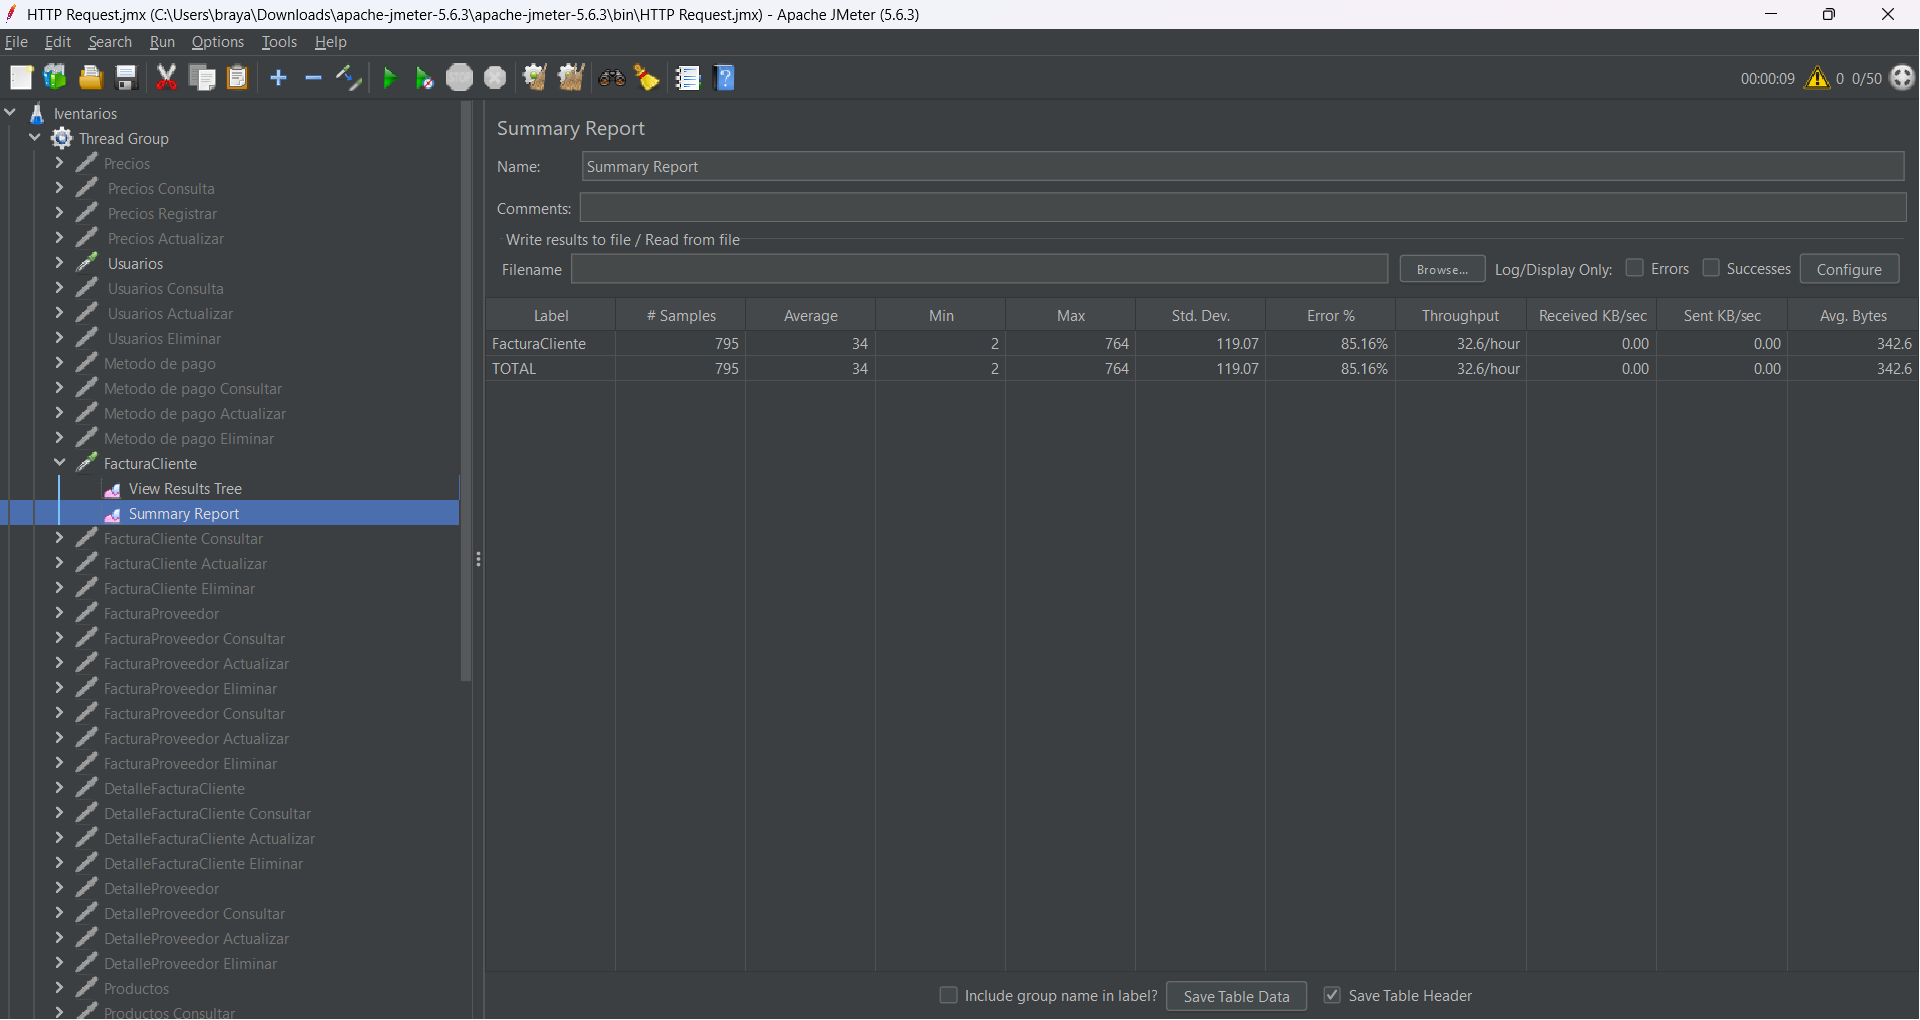 HTTP Request.jmx (C:\Users\braya\Downloads\apache-jmeter-5.6.3\apache-jmeter-5.6.3\bin\HTTP Request.jmx) - Apache JMeter (5.6.3)
File Edit Search Run Options Tools Help
STOP ? 00:00:09 0 0/50
Iventarios
Thread Group
Precios
Precios Consulta
Precios Registrar
Precios Actualizar
Usuarios
Usuarios Consulta
Usuarios Actualizar
Usuarios Eliminar
Metodo de pago
Metodo de pago Consultar
Metodo de pago Actualizar
Metodo de pago Eliminar
FacturaCliente
View Results Tree
Summary Report
FacturaCliente Consultar
FacturaCliente Actualizar
FacturaCliente Eliminar
FacturaProveedor
FacturaProveedor Consultar
FacturaProveedor Actualizar
FacturaProveedor Eliminar
FacturaProveedor Consultar
FacturaProveedor Actualizar
FacturaProveedor Eliminar
DetalleFacturaCliente
DetalleFacturaCliente Consultar
DetalleFacturaCliente Actualizar
DetalleFacturaCliente Eliminar
DetalleProveedor
DetalleProveedor Consultar
DetalleProveedor Actualizar
DetalleProveedor Eliminar
Productos
Productos Consultar
Summary Report
Name: Summary Report
Comments:
Write results to file / Read from file
Filename Browse... Log/Display Only: Errors Successes Configure
Label # Samples Average Min Max Std. Dev. Error % Throughput Received KB/sec Sent KB/sec Avg. Bytes
FacturaCliente 795 34 2 764 119.07 85.16% 32.6/hour 0.00 0.00 342.6
TOTAL 795 34 2 764 119.07 85.16% 32.6/hour 0.00 0.00 342.6
Include group name in label? Save Table Data Save Table Header